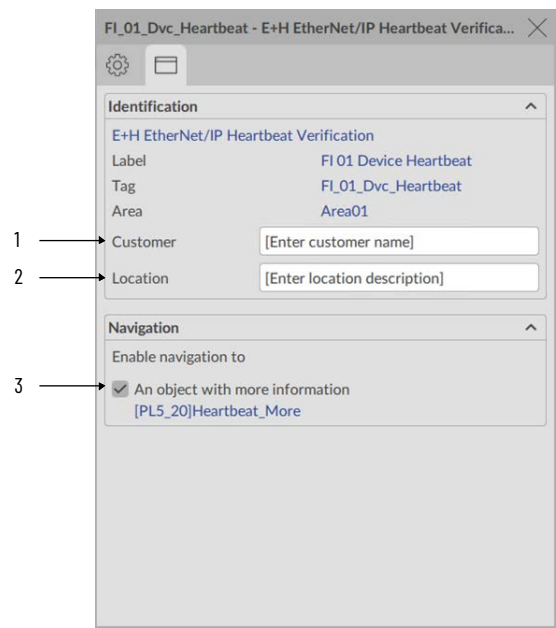 FI_01_Dvc_Heartbeat - E+H EtherNet/IP Heartbeat Verifica...
Identification
E+H EtherNet/IP Heartbeat Verification
Label FI 01 Device Heartbeat
Tag FI_01_Dvc_Heartbeat
Area Area01
1 Customer [Enter customer name]
2 Location [Enter location description]
Navigation
Enable navigation to
3 An object with more information
[PL5_20]Heartbeat_More